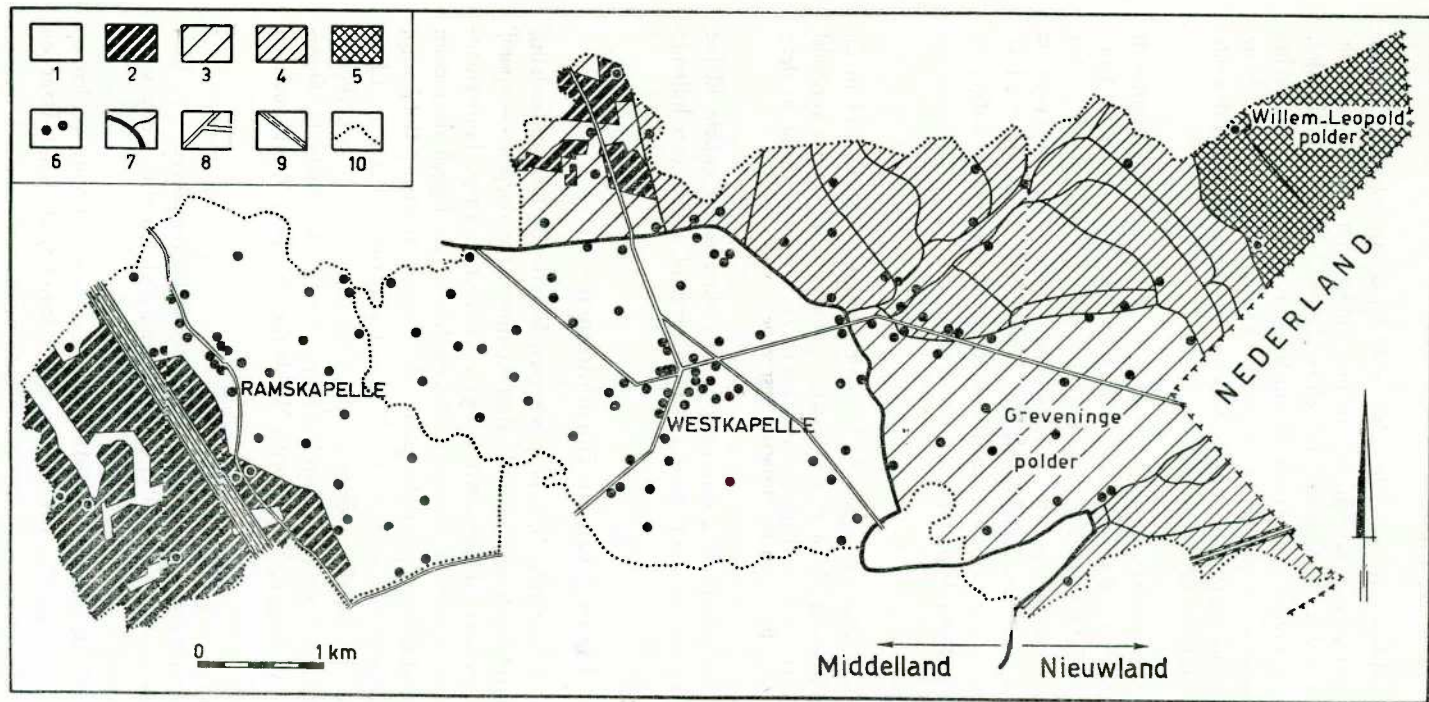 1 2 3 4 5
6 7 8 9 10
Willem-Leopold
polder
NEDERLAND
RAMSKAPELLE
WESTKAPELLE
Greveninge
polder
0 1 km
Middelland Nieuwland